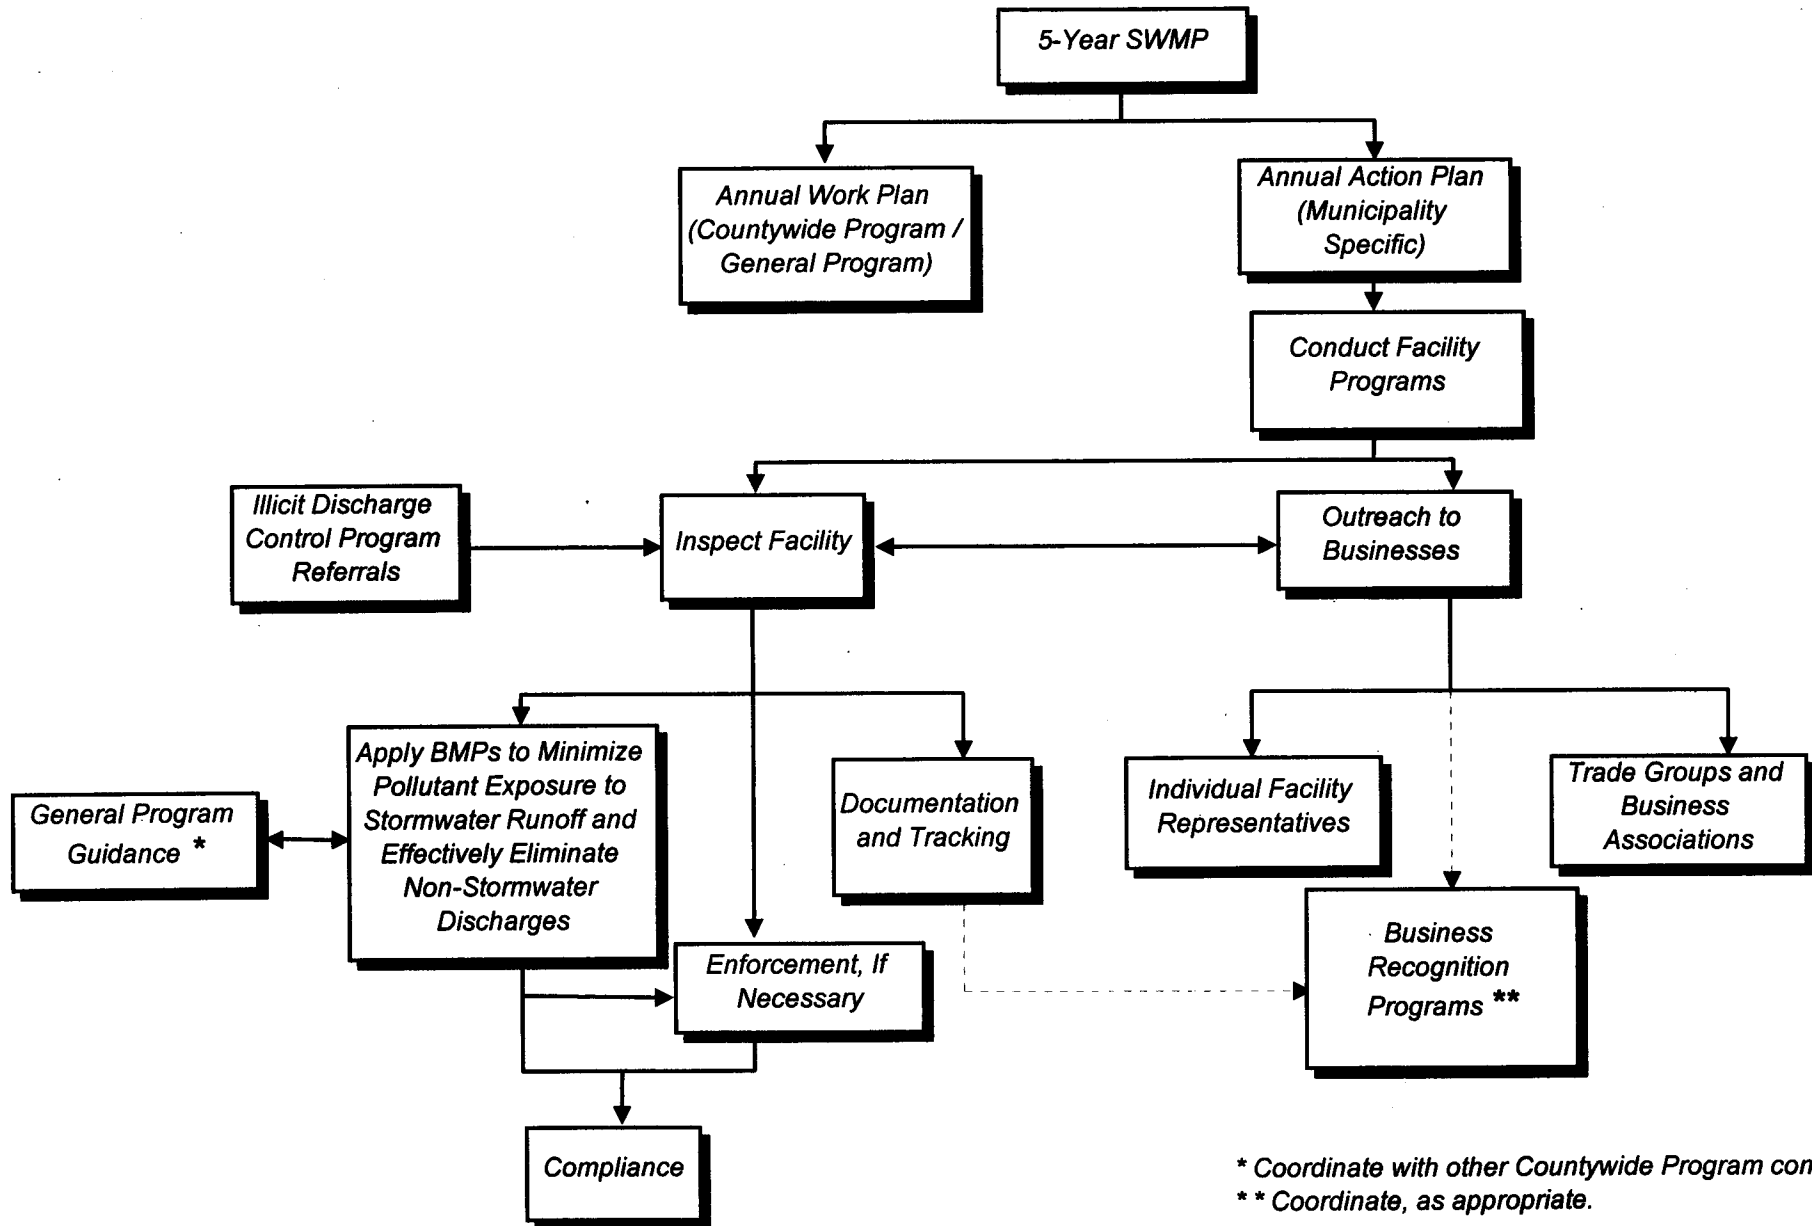 5-Year SWMP
Annual Work Plan
(Countywide Program /
General Program)
Annual Action Plan
(Municipality
Specific)
Conduct Facility
Programs
Illicit Discharge
Control Program
Referrals
Inspect Facility
Outreach to
Businesses
General Program
Guidance *
Apply BMPs to Minimize
Pollutant Exposure to
Stormwater Runoff and
Effectively Eliminate
Non-Stormwater
Discharges
Documentation
and Tracking
Individual Facility
Representatives
Trade Groups and
Business
Associations
Enforcement, If
Necessary
Business
Recognition
Programs **
Compliance
* Coordinate with other Countywide Program
* * Coordinate, as appropriate.